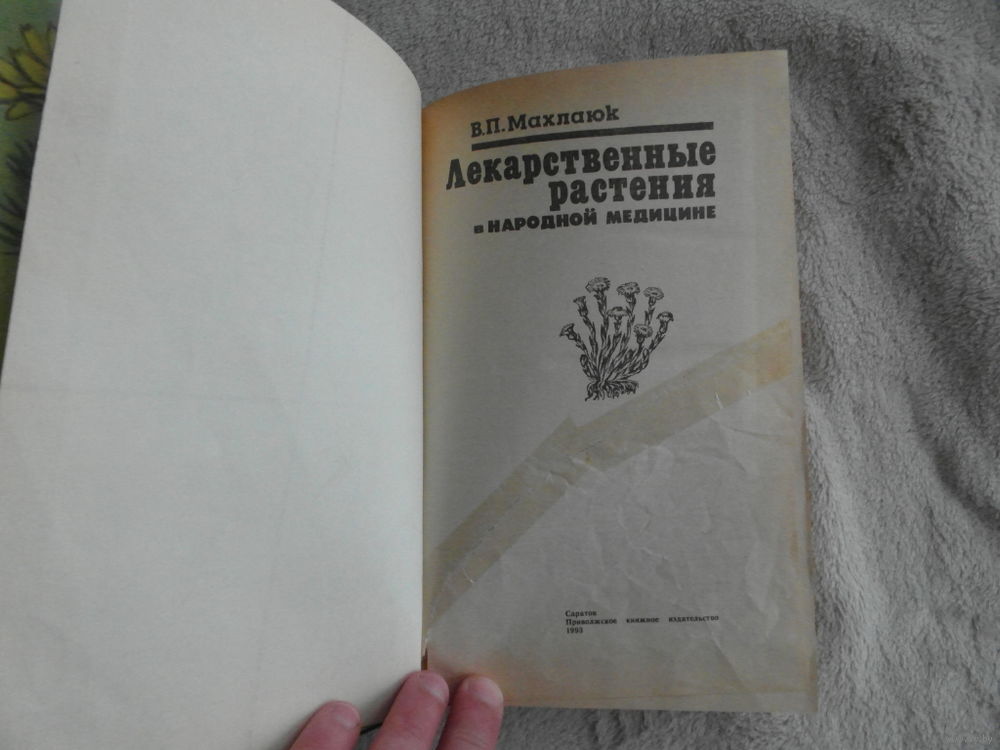 В.П. Махлаюк
Лекарственные
растения
в НАРОДНОЙ МЕДИЦИНЕ
Саратов
Приволжское книжное издательство
1993